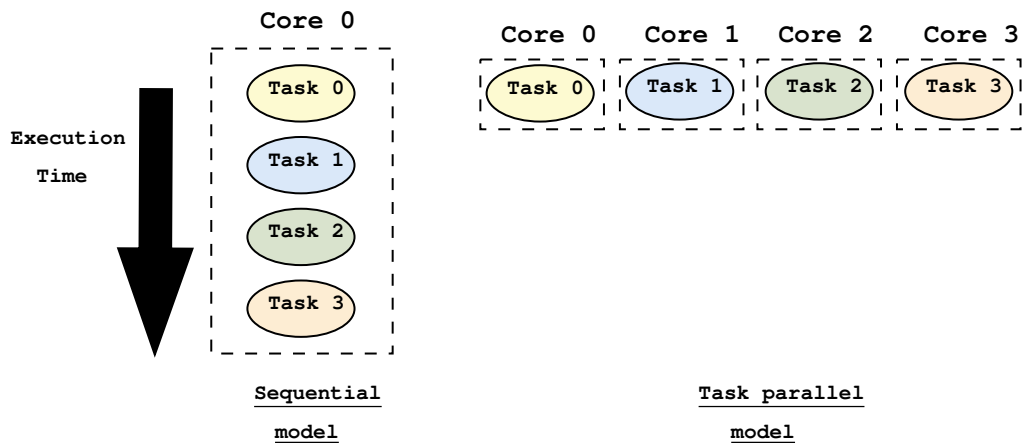 Core 0
Task 0
Task 1
Task 2
Task 3
Execution
Time
Sequential
model
Core 0 Core 1 Core 2 Core 3
Task 0 Task 1 Task 2 Task 3
Task parallel
model